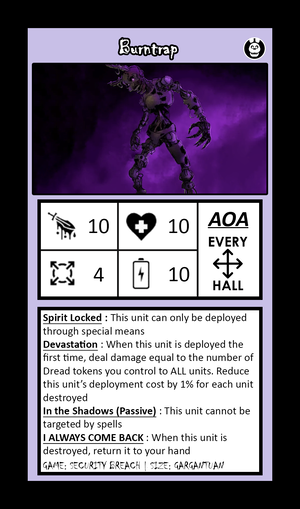 Burntrap
10 10 AOA
EVERY
4 10
HALL
Spirit Locked : This unit can only be deployed
through special means
Devastation : When this unit is deployed the
first time, deal damage equal to the number of
Dread tokens you control to ALL units. Reduce
this unit's deployment cost by 1% for each unit
destroyed
In the Shadows (Passive) : This unit cannot be
targeted by spells
I ALWAYS COME BACK : When this unit is
destroyed, return it to your hand
GAME: SECURITY BREACH | SIZE: GARGANTUAN